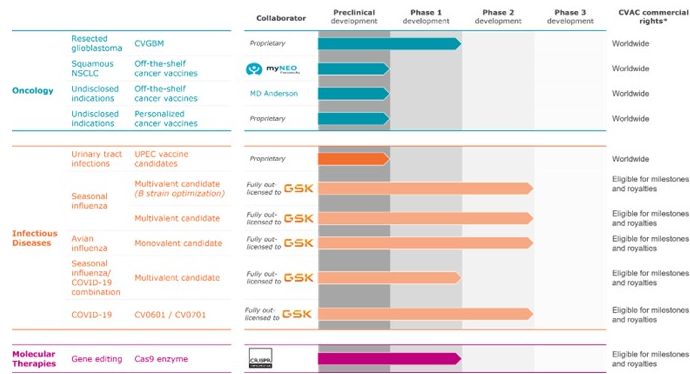 Collaborator
Preclinical development
Phase 1 development
Phase 2 development
Phase 3 development
CVAC commercial rights*
Oncology
Resected glioblastoma
CVGBM
Proprietary
Worldwide
Squamous NSCLC
Off-the-shelf cancer vaccines
myNEO
Worldwide
Undisclosed indications
Off-the-shelf cancer vaccines
MD Anderson
Worldwide
Undisclosed indications
Personalized cancer vaccines
Proprietary
Worldwide
Infectious Diseases
Urinary tract infections
UPEC vaccine candidates
Proprietary
Worldwide
Seasonal influenza
Multivalent candidate
(B strain optimization)
Fully out-licensed to GSK
Eligible for milestones and royalties
Multivalent candidate
Fully out-licensed to GSK
Eligible for milestones and royalties
Avian influenza
Monovalent candidate
Fully out-licensed to GSK
Eligible for milestones and royalties
Seasonal influenza/ COVID-19 combination
Multivalent candidate
Fully out-licensed to GSK
Eligible for milestones and royalties
COVID-19
CV0601 / CV0701
Fully out-licensed to GSK
Eligible for milestones and royalties
Molecular Therapies
Gene editing
Cas9 enzyme
CRISPR
Eligible for milestones and royalties